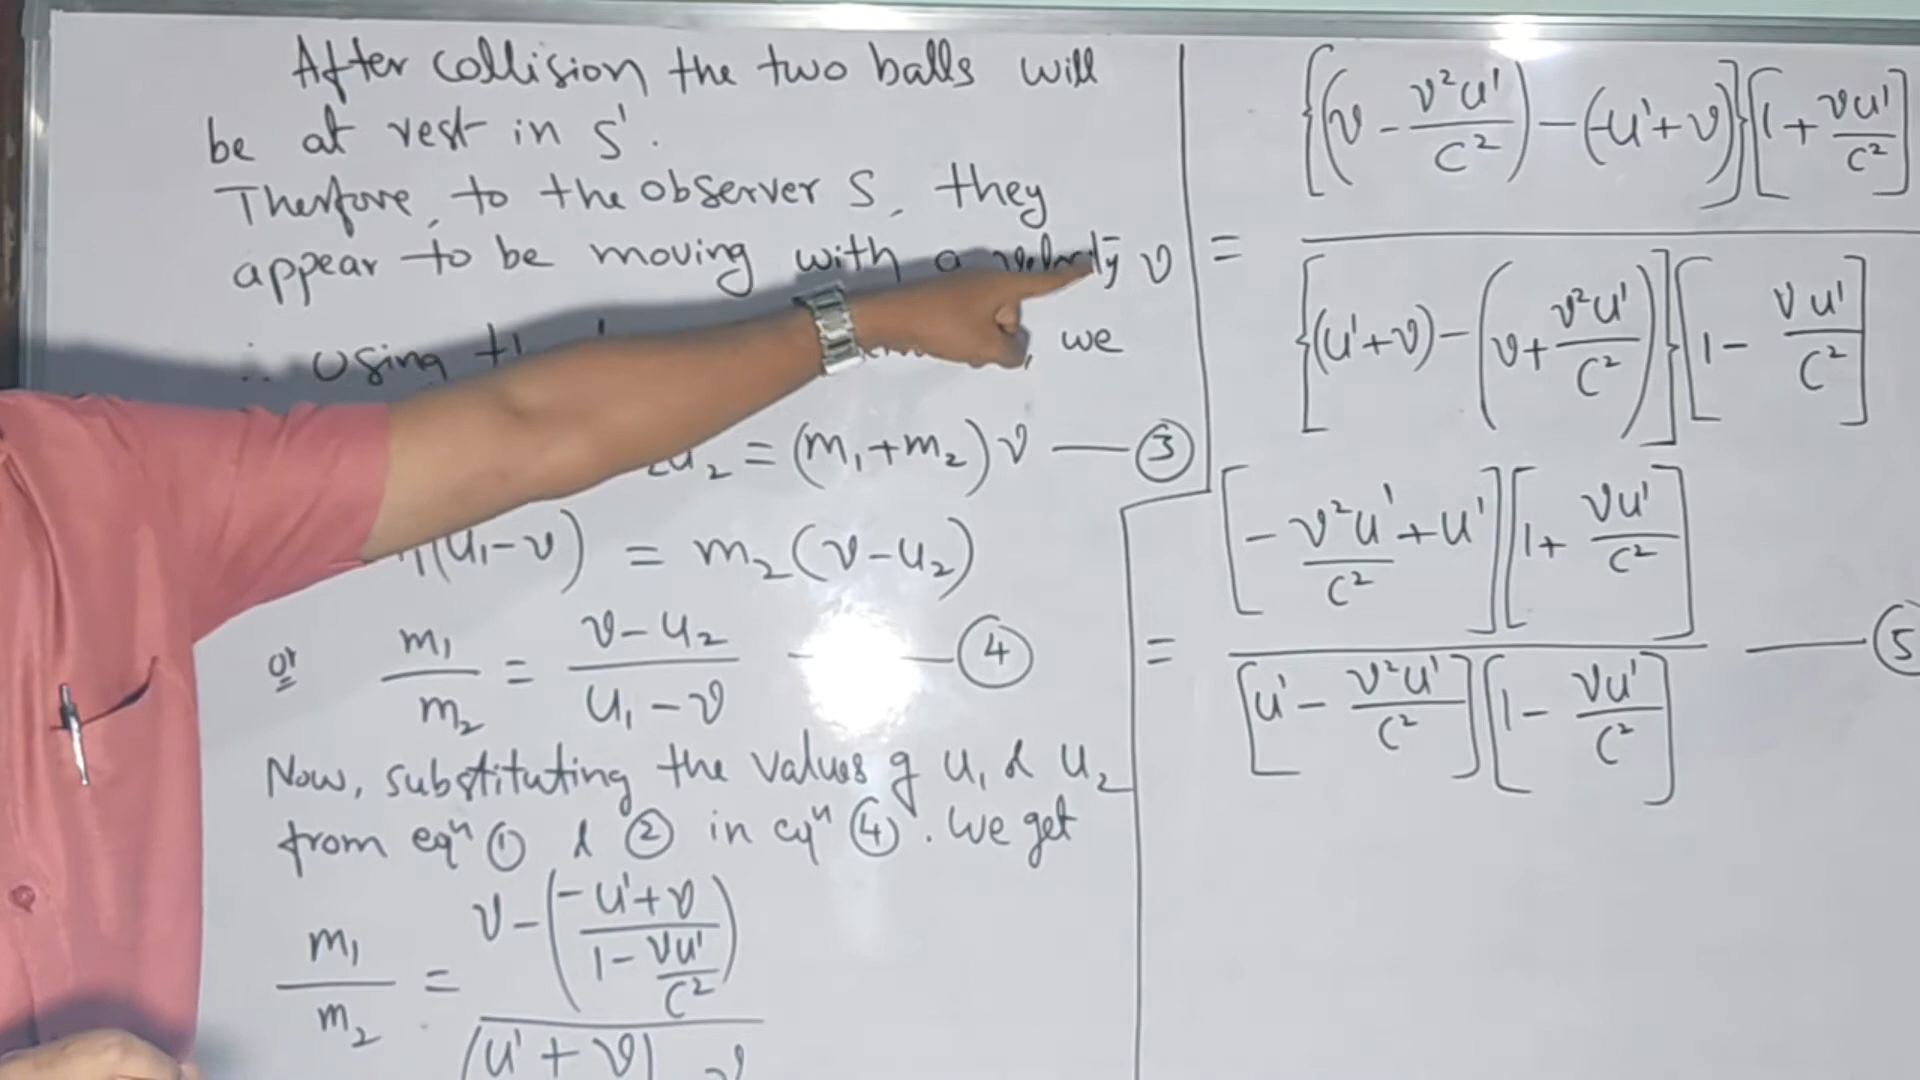 After collision the two balls will
be at rest in S'.
Therefore, to the observer S, they
appear to be moving with a velocity v
∴ using we
u₂ = (m₁+m₂)v — ③
(u₁-v) = m₂(v-u₂)
or m₁/m₂ = (v-u₂)/(u₁-v) — ④
Now, substituting the values of u₁ & u₂
from eqⁿ ① & ② in eqⁿ ④. We get
m₁/m₂ = v-((-u'+v)/(1-vu'/c²))
(u'+v)
= {(v - v²u'/c²) - (-u'+v)}[1 + vu'/c²] / {(u'+v) - (v + v²u'/c²)}[1 - vu'/c²]
= [-v²u'/c² + u'][1 + vu'/c²] / [u' - v²u'/c²][1 - vu'/c²] — ⑤